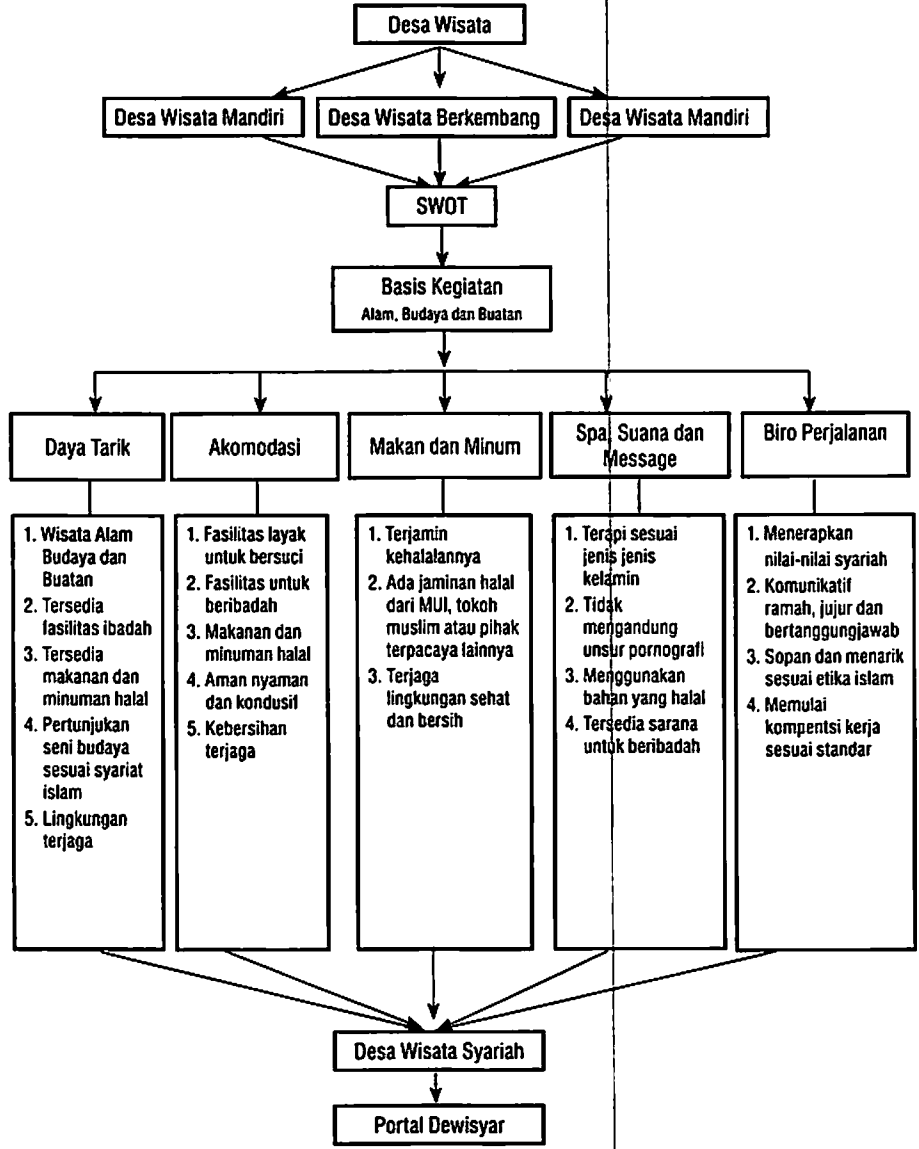 Desa Wisata
Desa Wisata Mandiri
Desa Wisata Berkembang
Desa Wisata Mandiri
SWOT
Basis Kegiatan
Alam, Budaya dan Buatan
Daya Tarik
Akomodasi
Makan dan Minum
Spa, Suana dan
Message
Biro Perjalanan
1. Wisata Alam
Budaya dan
Buatan
2. Tersedia
fasilitas ibadah
3. Tersedia
makanan dan
minuman halal
4. Pertunjukan
seni budaya
sesuai syariat
islam
5. Lingkungan
terjaga
1. Fasilitas layak
untuk bersuci
2. Fasilitas untuk
beribadah
3. Makanan dan
minuman halal
4. Aman nyaman
dan kondusif
5. Kebersihan
terjaga
1. Terjamin
kehalalannya
2. Ada jaminan halal
dari MUI, tokoh
muslim atau pihak
terpacaya lainnya
3. Terjaga
lingkungan sehat
dan bersih
1. Terapi sesuai
jenis jenis
kelamin
2. Tidak
mengandung
unsur pornografi
3. Menggunakan
bahan yang halal
4. Tersedia sarana
untuk beribadah
1. Menerapkan
nilai-nilai syariah
2. Komunikatif
ramah, jujur dan
bertanggungjawab
3. Sopan dan menarik
sesuai etika islam
4. Memulai
kompentsi kerja
sesuai standar
Desa Wisata Syariah
Portal Dewisyar